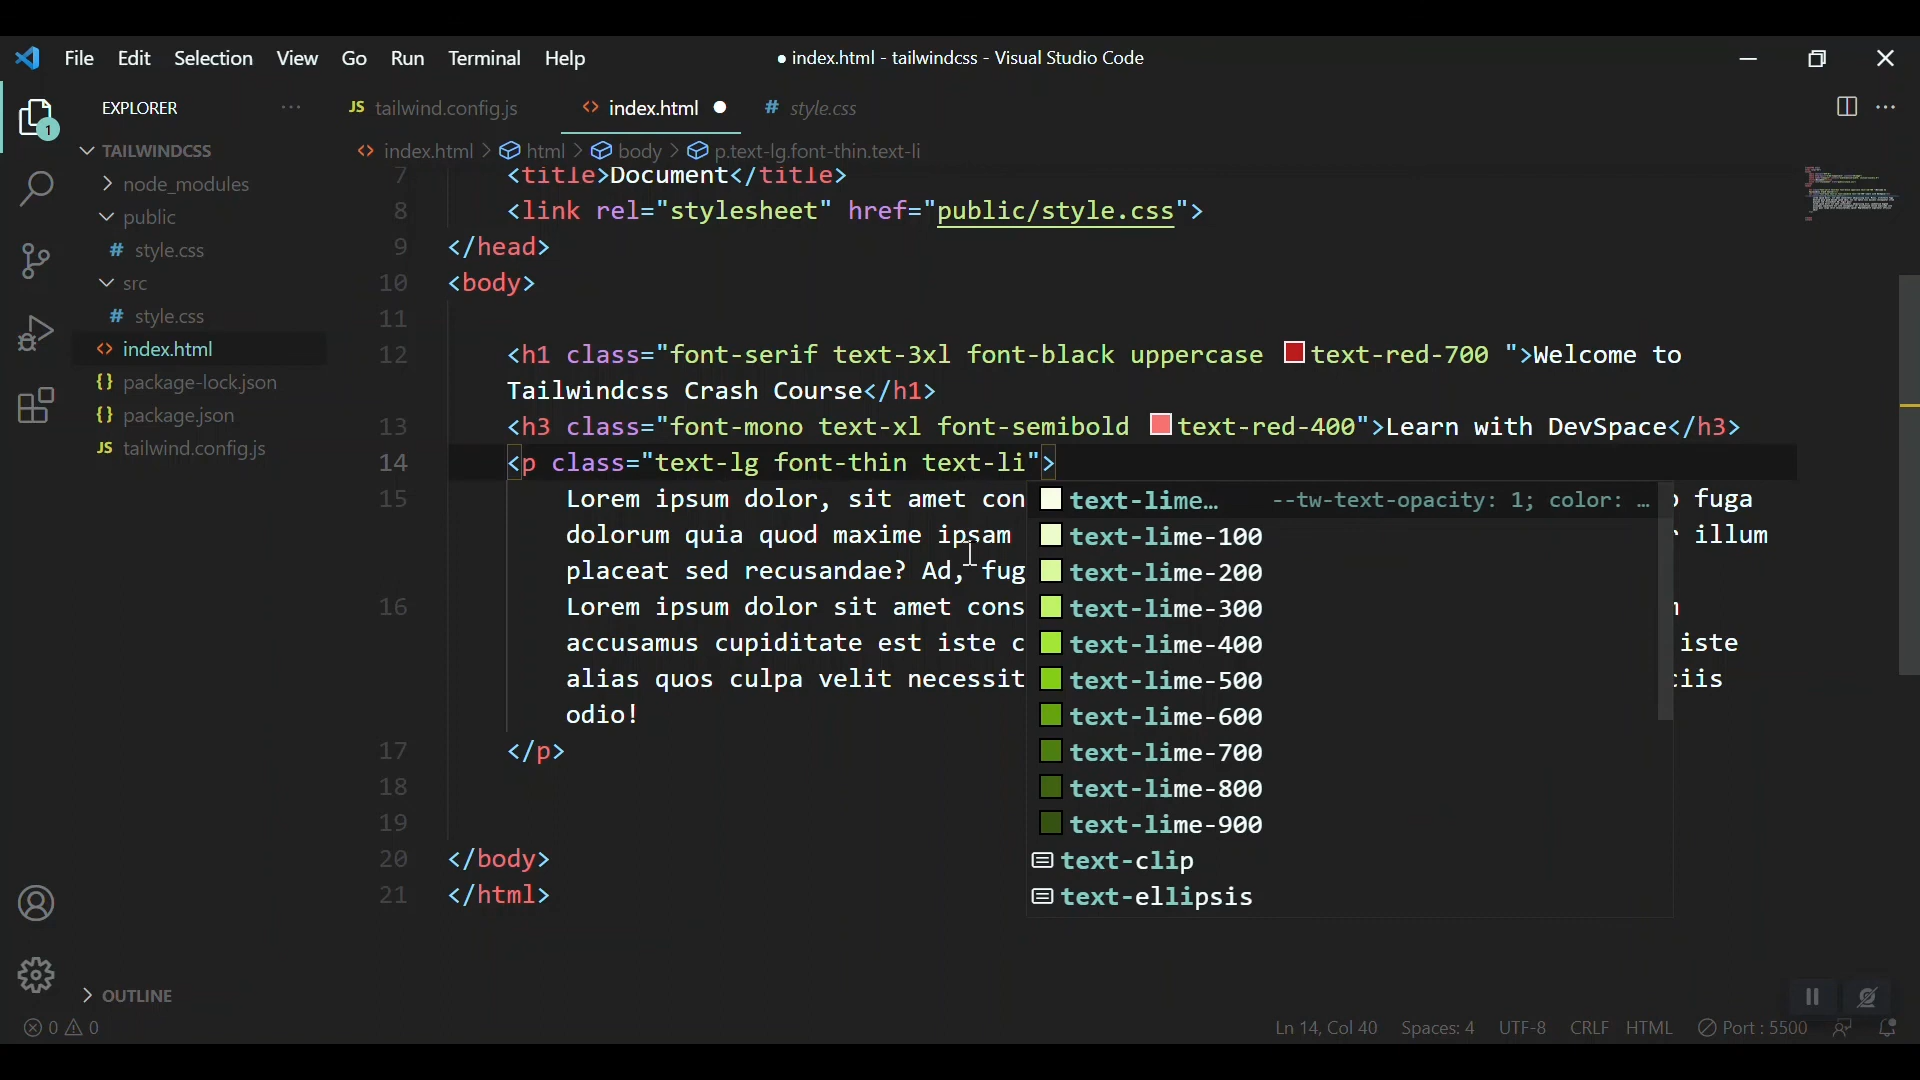 File Edit Selection View Go Run Terminal Help
● index.html - tailwindcss - Visual Studio Code
EXPLORER ···
JS tailwind.config.js <> index.html ● # style.css
1
TAILWINDCSS
<> index.html > html > body > p.text-lg.font-thin.text-li
node_modules
public
# style.css
src
# style.css
<> index.html
{} package-lock.json
{} package.json
JS tailwind.config.js
7 <title>Document</title>
8 <link rel="stylesheet" href="public/style.css">
9 </head>
10 <body>
11
12 <h1 class="font-serif text-3xl font-black uppercase text-red-700 ">Welcome to
Tailwindcss Crash Course</h1>
13 <h3 class="font-mono text-xl font-semibold text-red-400">Learn with DevSpace</h3>
14 <p class="text-lg font-thin text-li">
15 Lorem ipsum dolor, sit amet con fuga
dolorum quia quod maxime ipsam illum
placeat sed recusandae? Ad, fug
16 Lorem ipsum dolor sit amet cons
accusamus cupiditate est iste c iste
alias quos culpa velit necessit ciis
odio!
17 </p>
18
19
20 </body>
21 </html>
text-lime… --tw-text-opacity: 1; color: …
text-lime-100
text-lime-200
text-lime-300
text-lime-400
text-lime-500
text-lime-600
text-lime-700
text-lime-800
text-lime-900
text-clip
text-ellipsis
OUTLINE
0 0 Ln 14, Col 40 Spaces: 4 UTF-8 CRLF HTML Port : 5500